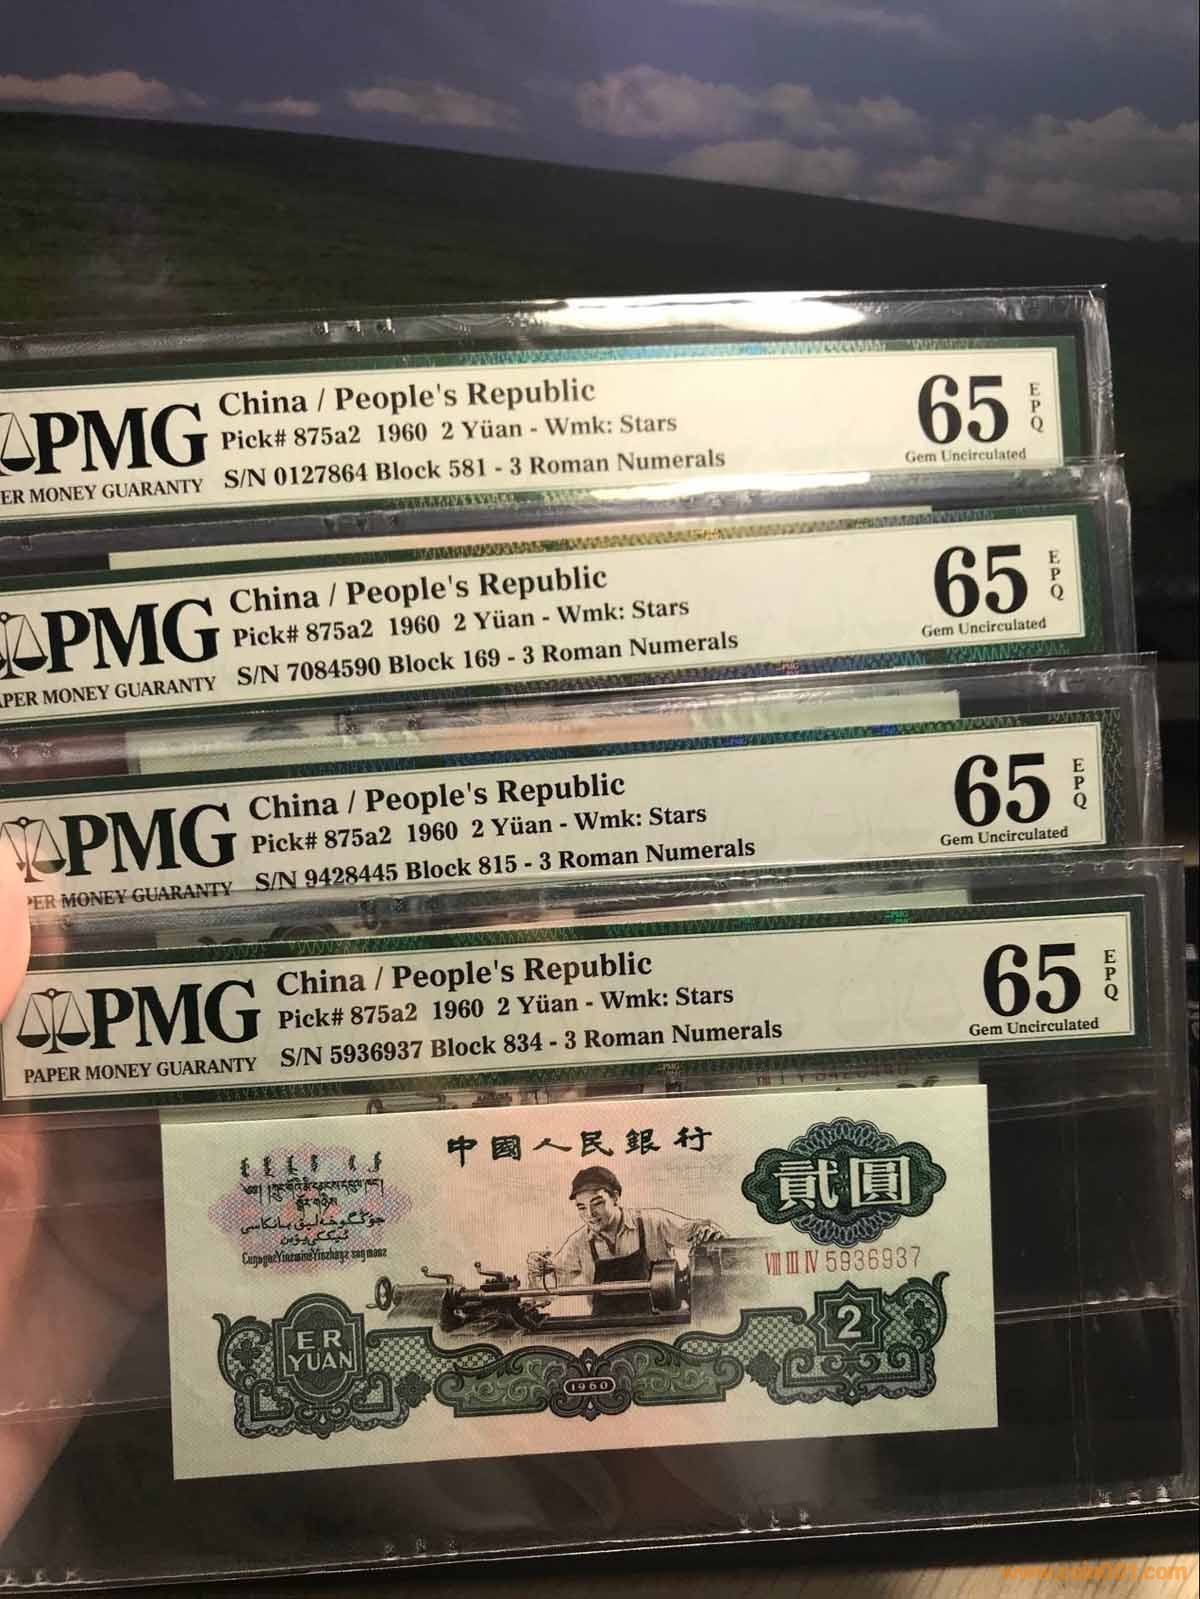 China / People's Republic
Pick# 875a2 1960 2 Yüan - Wmk: Stars
S/N 0127864 Block 581 - 3 Roman Numerals
PMG
ER MONEY GUARANTY
65
EPQ
Gem Uncirculated
China / People's Republic
Pick# 875a2 1960 2 Yüan - Wmk: Stars
S/N 7084590 Block 169 - 3 Roman Numerals
PMG
PER MONEY GUARANTY
65
EPQ
Gem Uncirculated
China / People's Republic
Pick# 875a2 1960 2 Yüan - Wmk: Stars
S/N 9428445 Block 815 - 3 Roman Numerals
PMG
PER MONEY GUARANTY
65
EPQ
Gem Uncirculated
China / People's Republic
Pick# 875a2 1960 2 Yüan - Wmk: Stars
S/N 5936937 Block 834 - 3 Roman Numerals
PMG
PAPER MONEY GUARANTY
65
EPQ
Gem Uncirculated
中國人民銀行
貳圓
VIII III IV 5936937
ER
YUAN
2
1960